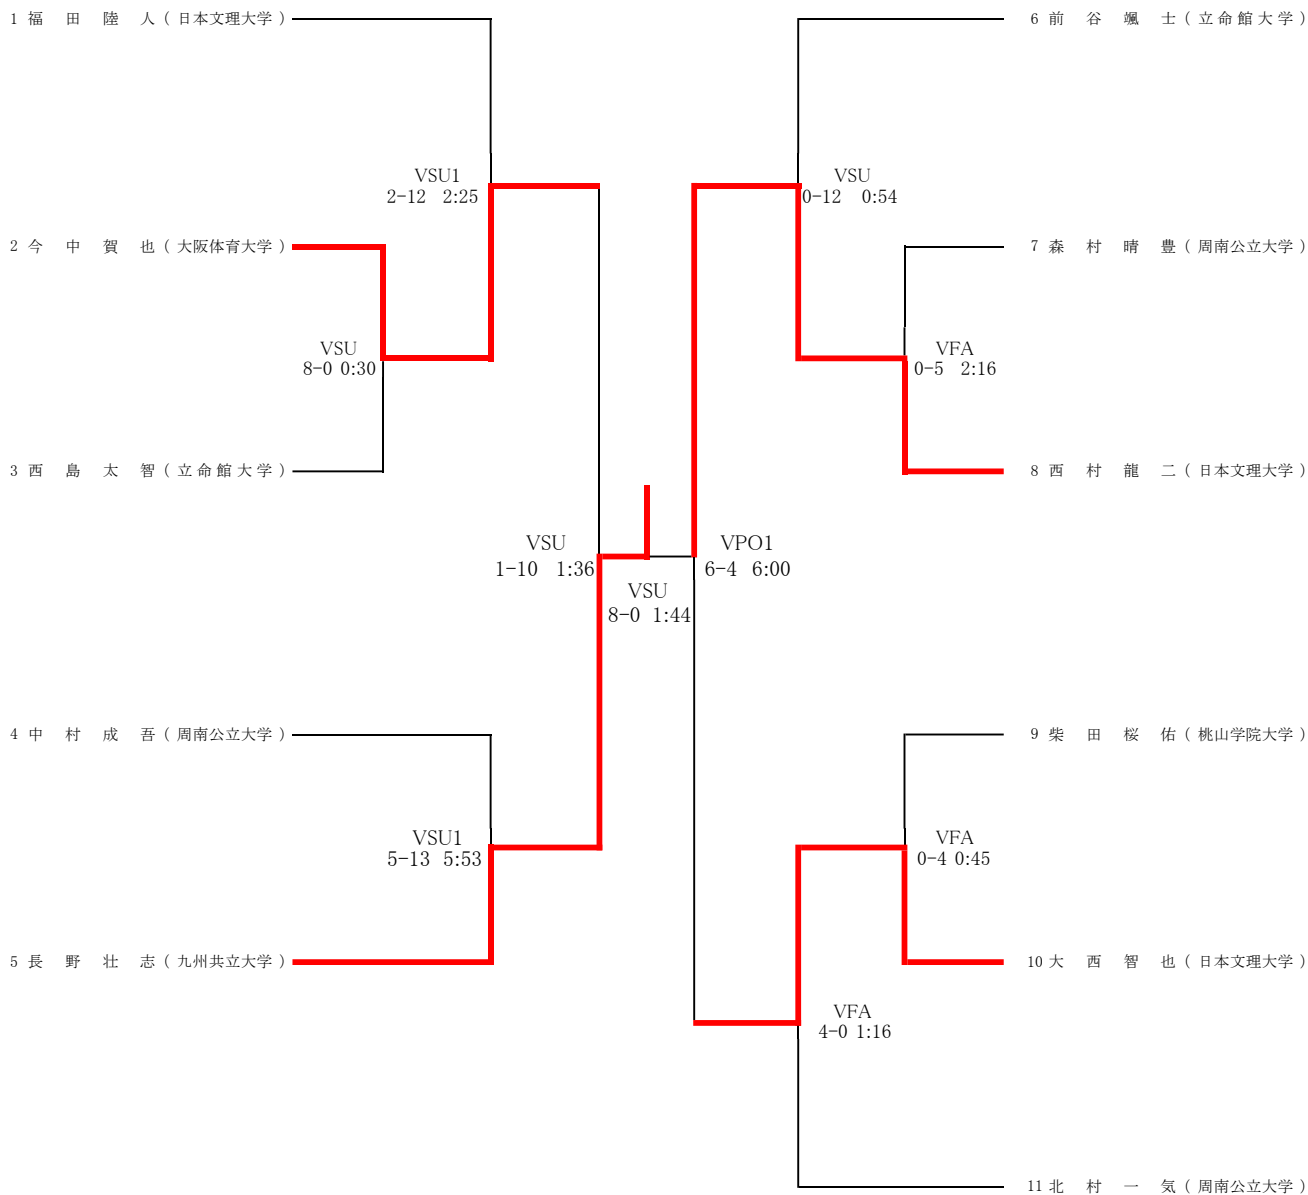 1 福田陸人(日本文理大学)
VSU1
2-12 2:25
2 今中賀也(大阪体育大学)
VSU
8-0 0:30
3 西島太智(立命館大学)
VSU
1-10 1:36
4 中村成吾(周南公立大学)
VSU1
5-13 5:53
5 長野壮志(九州共立大学)
VSU
8-0 1:44
6 前谷颯士(立命館大学)
VSU
0-12 0:54
7 森村晴豊(周南公立大学)
VFA
0-5 2:16
8 西村龍二(日本文理大学)
VPO1
6-4 6:00
9 柴田桜佑(桃山学院大学)
VFA
0-4 0:45
10 大西智也(日本文理大学)
VFA
4-0 1:16
11 北村一気(周南公立大学)